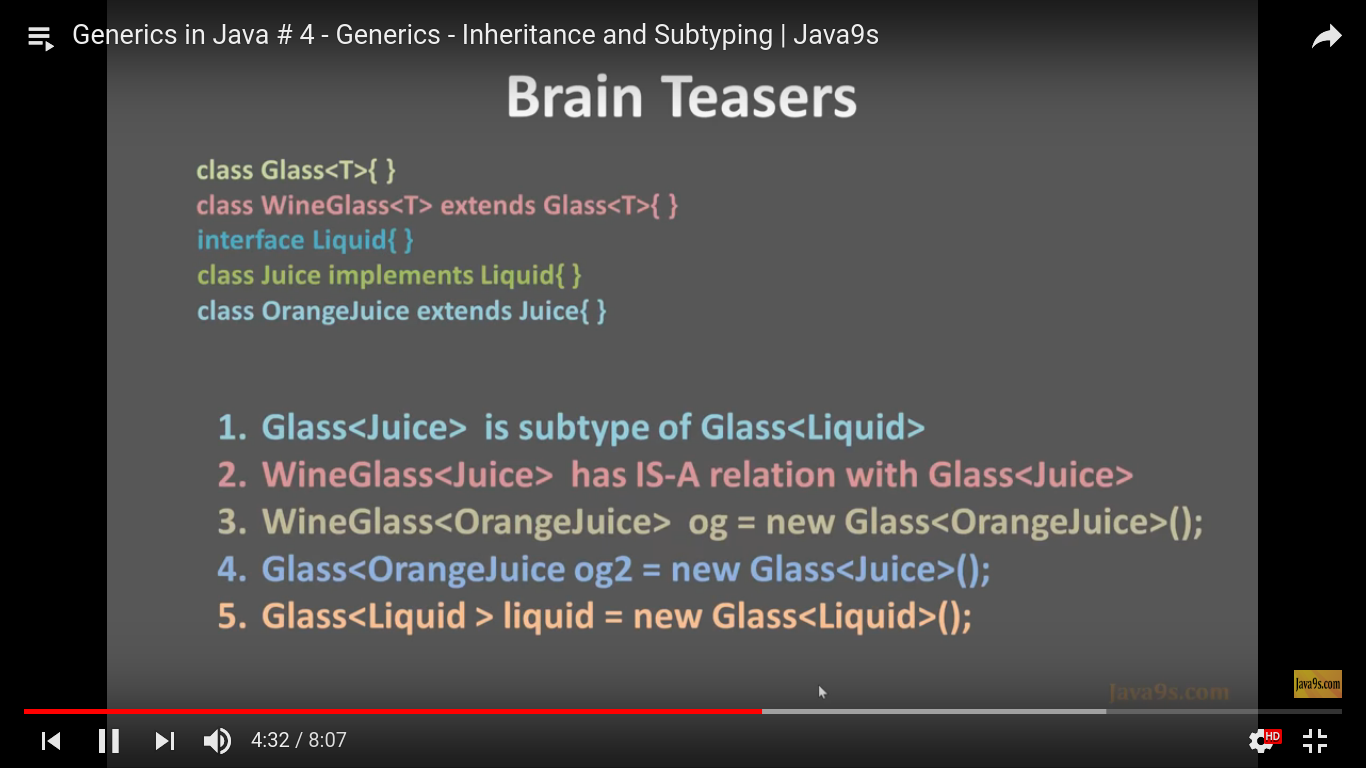 Generics in Java # 4 - Generics - Inheritance and Subtyping | Java9s
Brain Teasers
class Glass<T>{ }
class WineGlass<T> extends Glass<T>{ }
interface Liquid{ }
class Juice implements Liquid{ }
class OrangeJuice extends Juice{ }
1. Glass<Juice> is subtype of Glass<Liquid>
2. WineGlass<Juice> has IS-A relation with Glass<Juice>
3. WineGlass<OrangeJuice> og = new Glass<OrangeJuice>();
4. Glass<OrangeJuice og2 = new Glass<Juice>();
5. Glass<Liquid > liquid = new Glass<Liquid>();
Java9s.com
Java9s.com
4:32 / 8:07
HD